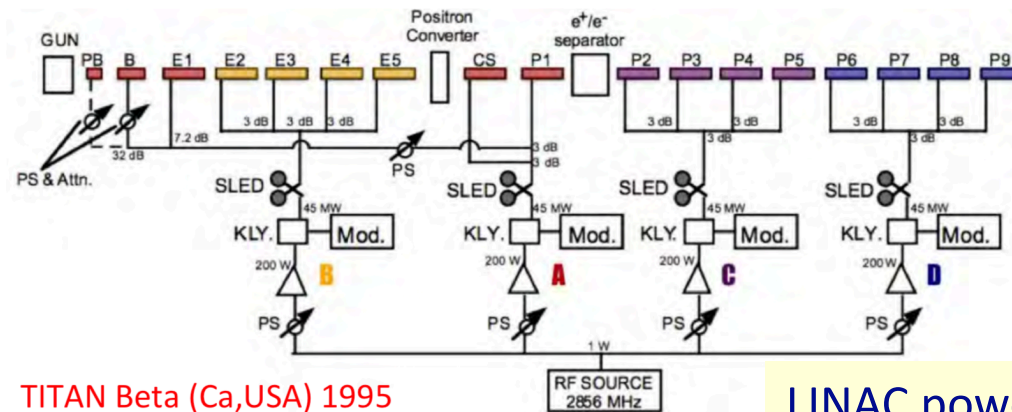 Positron
Converter
e+/e-
separator
GUN
PB B E1 E2 E3 E4 E5 CS P1 P2 P3 P4 P5 P6 P7 P8 P9
3 dB 3 dB 3 dB 3 dB 3 dB 3 dB 3 dB 3 dB 3 dB
7.2 dB
32 dB
3 dB
3 dB
PS & Attn.
PS
SLED SLED SLED SLED
45 MW 45 MW 45 MW 45 MW
KLY. Mod. KLY. Mod. KLY. Mod. KLY. Mod.
200 W 200 W 200 W 200 W
B A C D
PS PS PS PS
1 W
RF SOURCE
2856 MHz
TITAN Beta (Ca,USA) 1995
LINAC pow